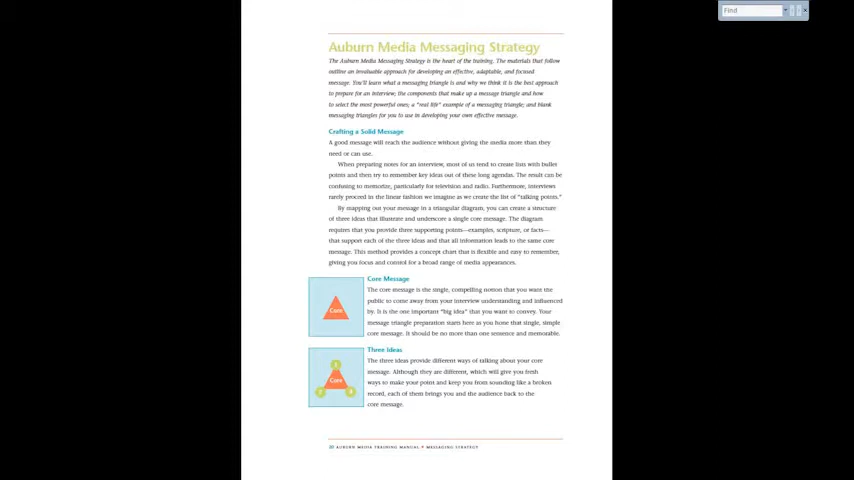 Find
Auburn Media Messaging Strategy
The Auburn Media Messaging Strategy is the heart of the training. The materials that follow
outline an invaluable approach for developing an effective, adaptable, and focused
message. You'll learn what a messaging triangle is and why we think it is the best approach
to prepare for an interview; the components that make up a message triangle and how
to select the most powerful ones; a "real life" example of a messaging triangle; and blank
messaging triangles for you to use in developing your own effective message.
Crafting a Solid Message
A good message will reach the audience without giving the media more than they
need or can use.
When preparing notes for an interview, most of us tend to create lists with bullet
points and then try to remember key ideas out of these long agendas. The result can be
confusing to memorize, particularly for television and radio. Furthermore, interviews
rarely proceed in the linear fashion we imagine as we create the list of "talking points."
By mapping out your message in a triangular diagram, you can create a structure
of three ideas that illustrate and underscore a single core message. The diagram
requires that you provide three supporting points—examples, scripture, or facts—
that support each of the three ideas and that all information leads to the same core
message. This method provides a concept chart that is flexible and easy to remember,
giving you focus and control for a broad range of media appearances.
Core Message
The core message is the single, compelling notion that you want the
public to come away from your interview understanding and influenced
by. It is the one important "big idea" that you want to convey. Your
message triangle preparation starts here as you hone that single, simple
core message. It should be no more than one sentence and memorable.
Core
Three Ideas
The three ideas provide different ways of talking about your core
message. Although they are different, which will give you fresh
ways to make your point and keep you from sounding like a broken
record, each of them brings you and the audience back to the
core message.
1
Core
AUBURN MEDIA TRAINING MANUAL * MESSAGING STRATEGY